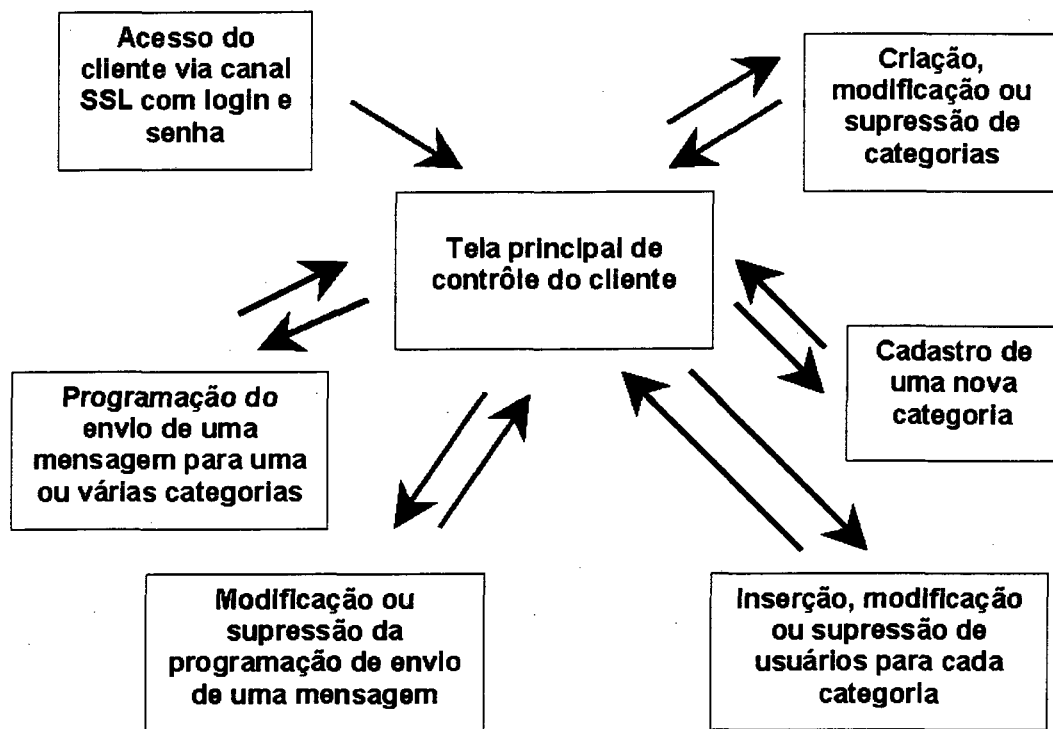 Acesso do
cliente via canal
SSL com login e
senha
Criação,
modificação ou
supressão de
categorias
Tela principal de
contrôle do cliente
Cadastro de
uma nova
categoria
Programação do
envio de uma
mensagem para uma
ou várias categorias
Modificação ou
supressão da
programação de envio
de uma mensagem
Inserção, modificação
ou supressão de
usuários para cada
categoria